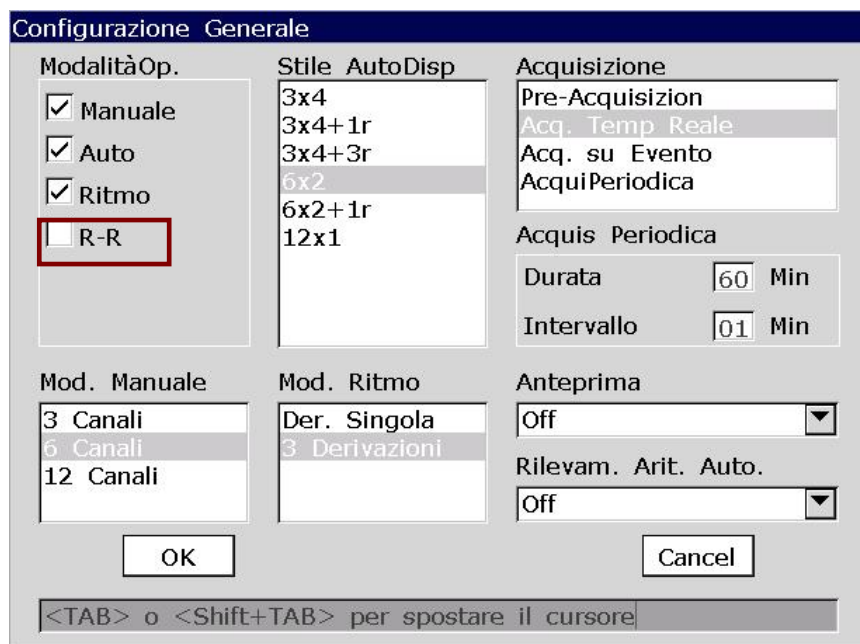 Configurazione Generale
ModalitàOp.
Manuale
Auto
Ritmo
R-R
Stile AutoDisp
3x4
3x4+1r
3x4+3r
6x2
6x2+1r
12x1
Acquisizione
Pre-Acquisizion
Acq. Temp Reale
Acq. su Evento
AcquiPeriodica
Acquis Periodica
Durata 60 Min
Intervallo 01 Min
Mod. Manuale
3 Canali
6 Canali
12 Canali
Mod. Ritmo
Der. Singola
3 Derivazioni
Anteprima
Off
Rilevam. Arit. Auto.
Off
OK
Cancel
<TAB> o <Shift+TAB> per spostare il cursore